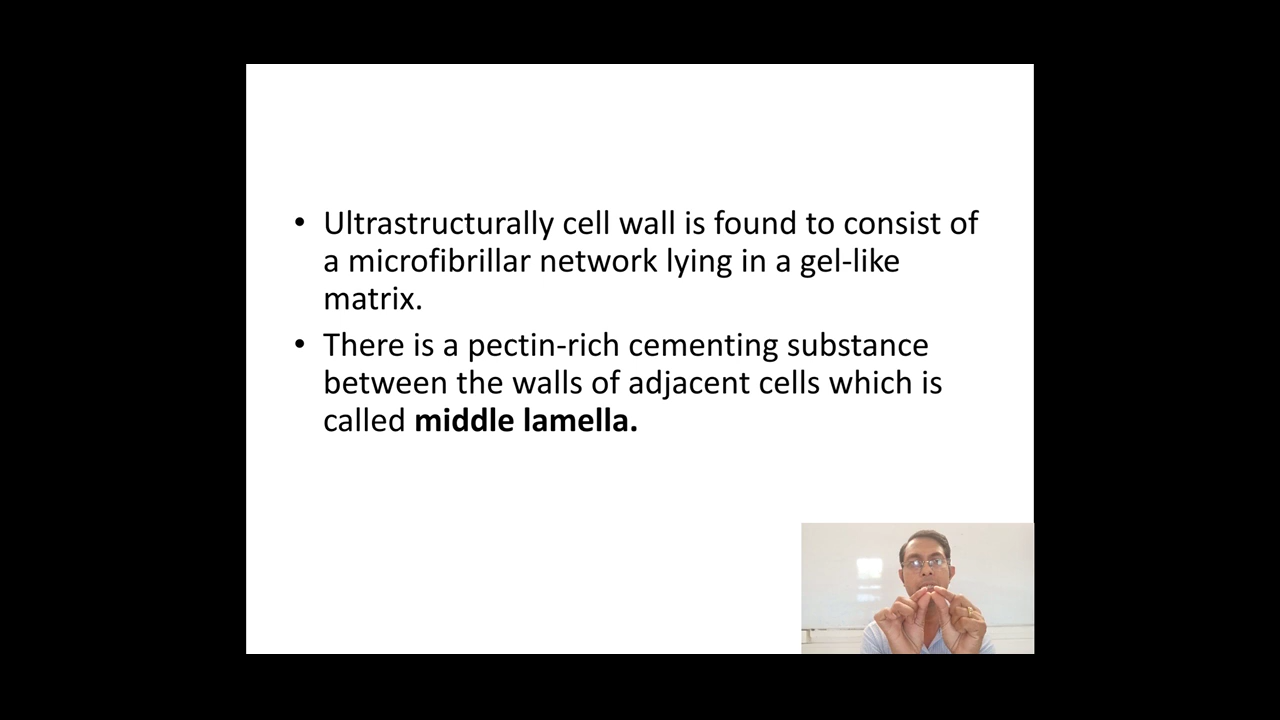 • Ultrastructurally cell wall is found to consist of
a microfibrillar network lying in a gel-like
matrix.
• There is a pectin-rich cementing substance
between the walls of adjacent cells which is
called middle lamella.